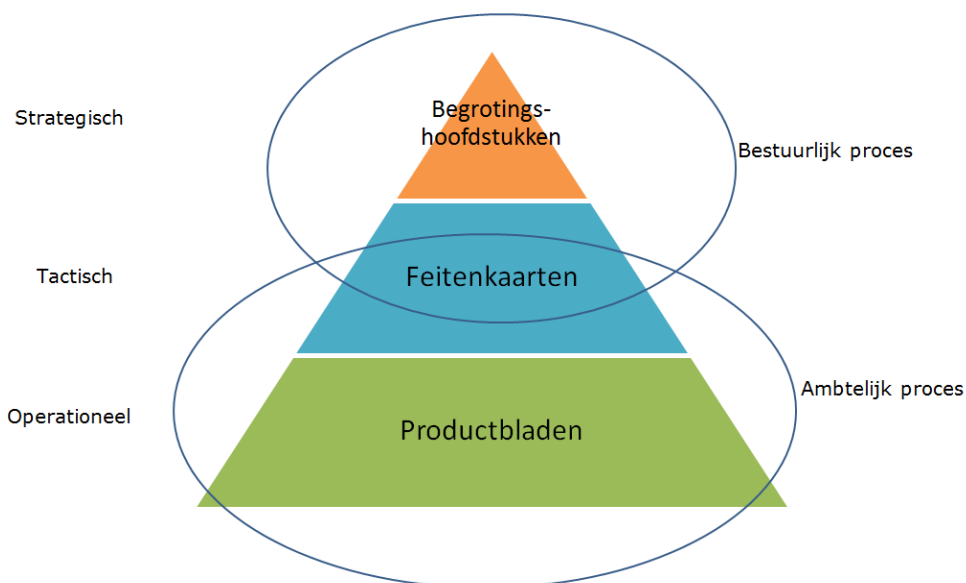 Strategisch
Begrotings-
hoofdstukken
Bestuurlijk proces
Tactisch
Feitenkaarten
Operationeel
Productbladen
Ambtelijk proces